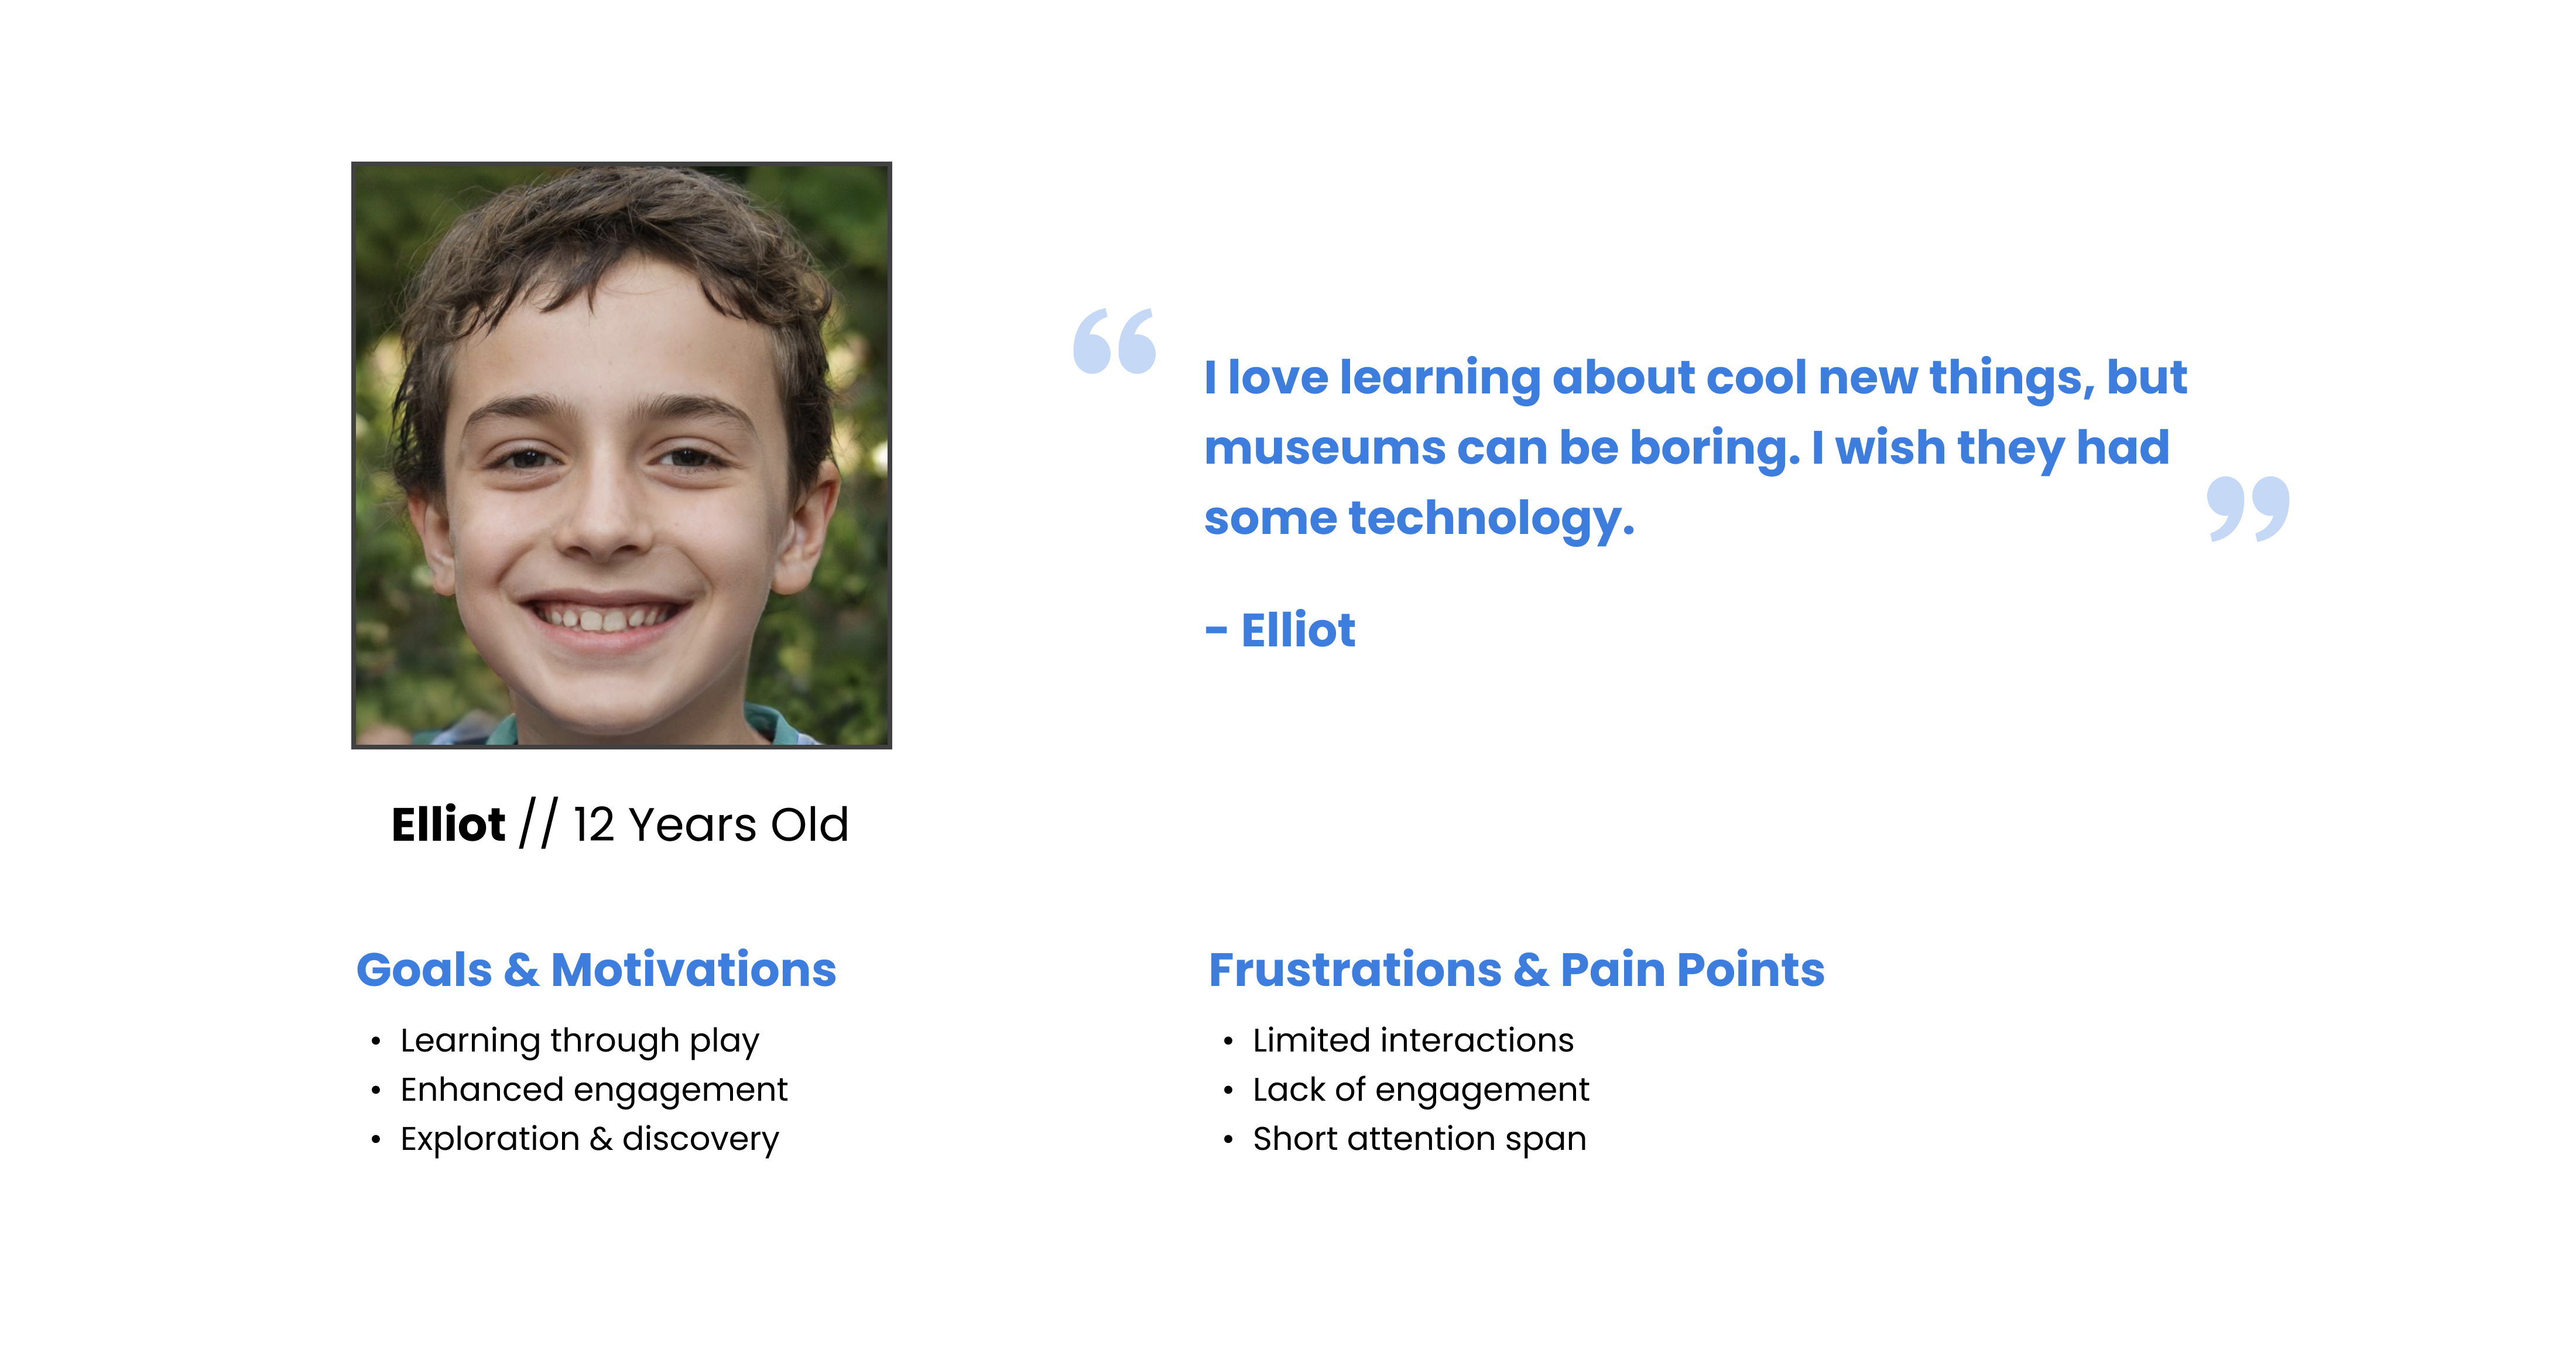 “
I love learning about cool new things, but
museums can be boring. I wish they had
some technology.
”
- Elliot
Elliot // 12 Years Old
Goals & Motivations
• Learning through play
• Enhanced engagement
• Exploration & discovery
Frustrations & Pain Points
• Limited interactions
• Lack of engagement
• Short attention span